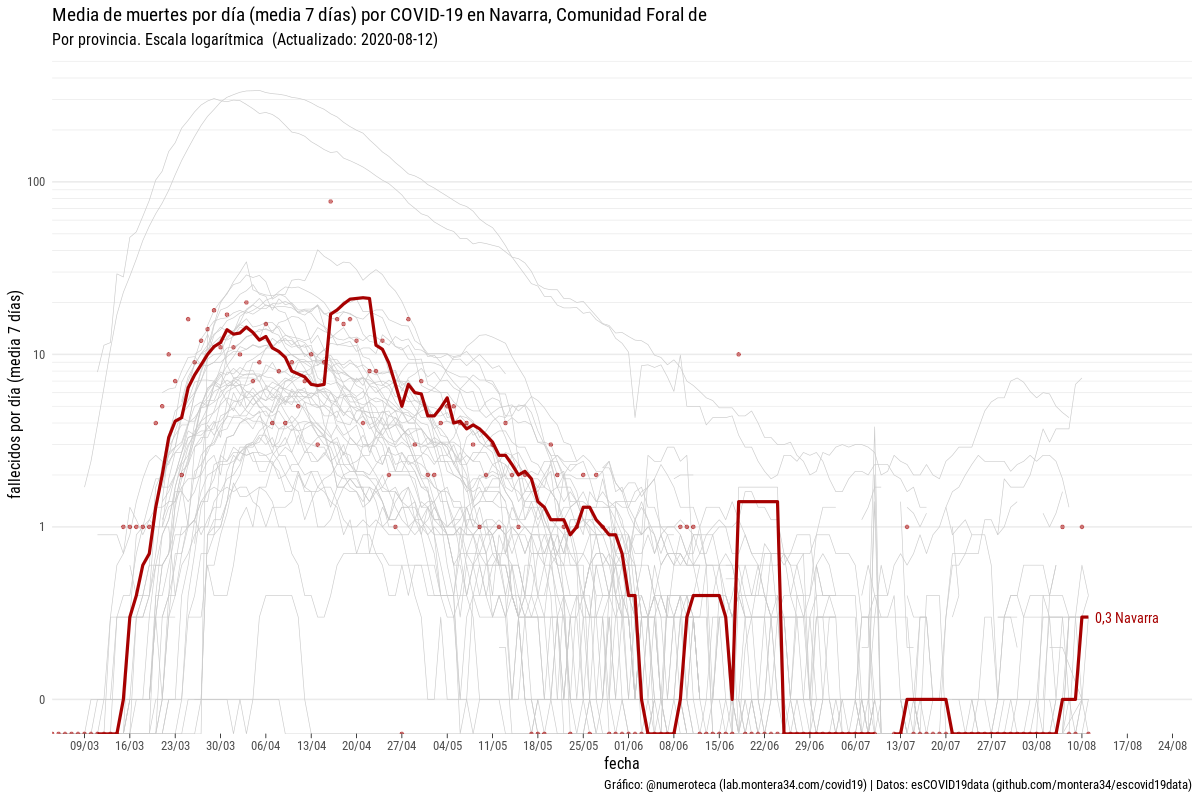 Media de muertes por día (media 7 días) por COVID-19 en Navarra, Comunidad Foral de
Por provincia. Escala logarítmica  (Actualizado: 2020-08-12)
fallecidos por día (media  7 días)
100
10
1
0
0,3 Navarra
09/03 16/03 23/03 30/03 06/04 13/04 20/04 27/04 04/05 11/05 18/05 25/05 01/06 08/06 15/06 22/06 29/06 06/07 13/07 20/07 27/07 03/08 10/08 17/08 24/08
fecha
Gráfico: @numeroteca (lab.montera34.com/covid19) | Datos: esCOVID19data (github.com/montera34/escovid19data)